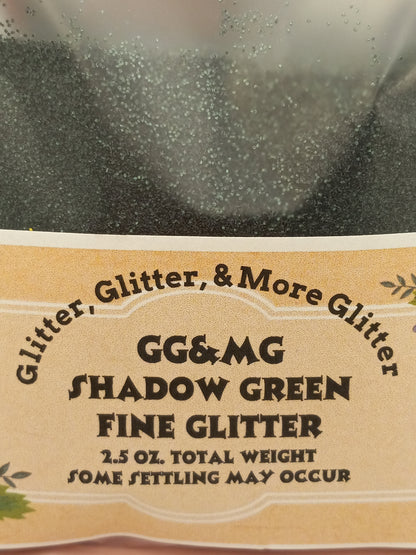 Glitter, Glitter, & More Glitter
GG&MG
SHADOW GREEN
FINE GLITTER
2.5 OZ. TOTAL WEIGHT
SOME SETTLING MAY OCCUR